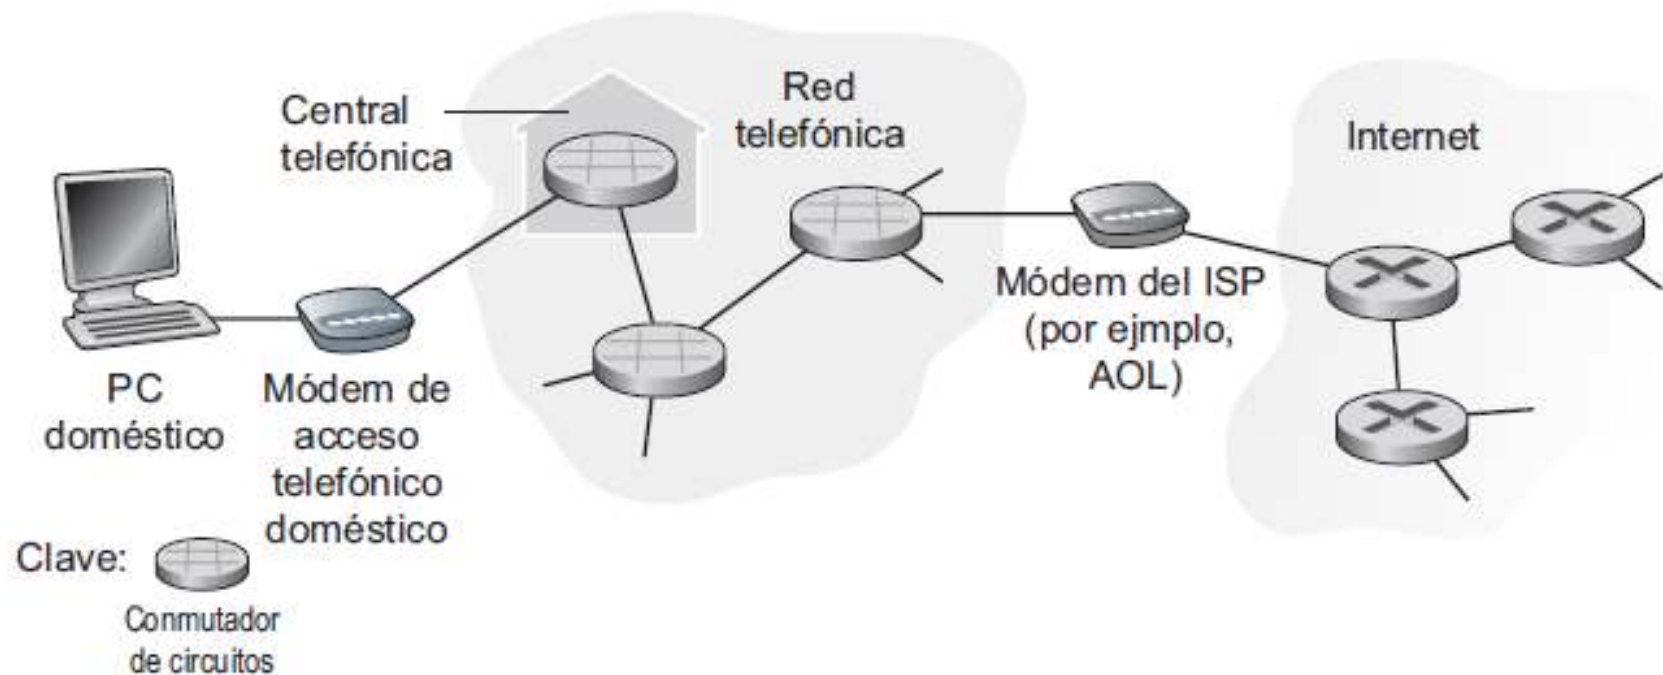 Central
telefónica
Red
telefónica
Internet
PC
doméstico
Módem de
acceso
telefónico
doméstico
Módem del ISP
(por ejmplo,
AOL)
Clave:
Conmutador
de circuitos